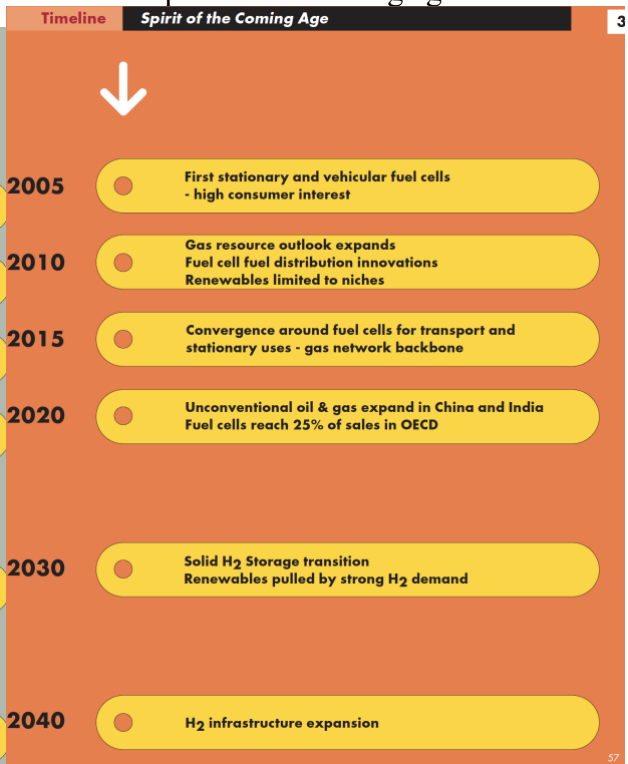 Timeline
Spirit of the Coming Age
3
2005
First stationary and vehicular fuel cells
- high consumer interest
2010
Gas resource outlook expands
Fuel cell fuel distribution innovations
Renewables limited to niches
2015
Convergence around fuel cells for transport and
stationary uses - gas network backbone
2020
Unconventional oil & gas expand in China and India
Fuel cells reach 25% of sales in OECD
2030
Solid H2 Storage transition
Renewables pulled by strong H2 demand
2040
H2 infrastructure expansion
57